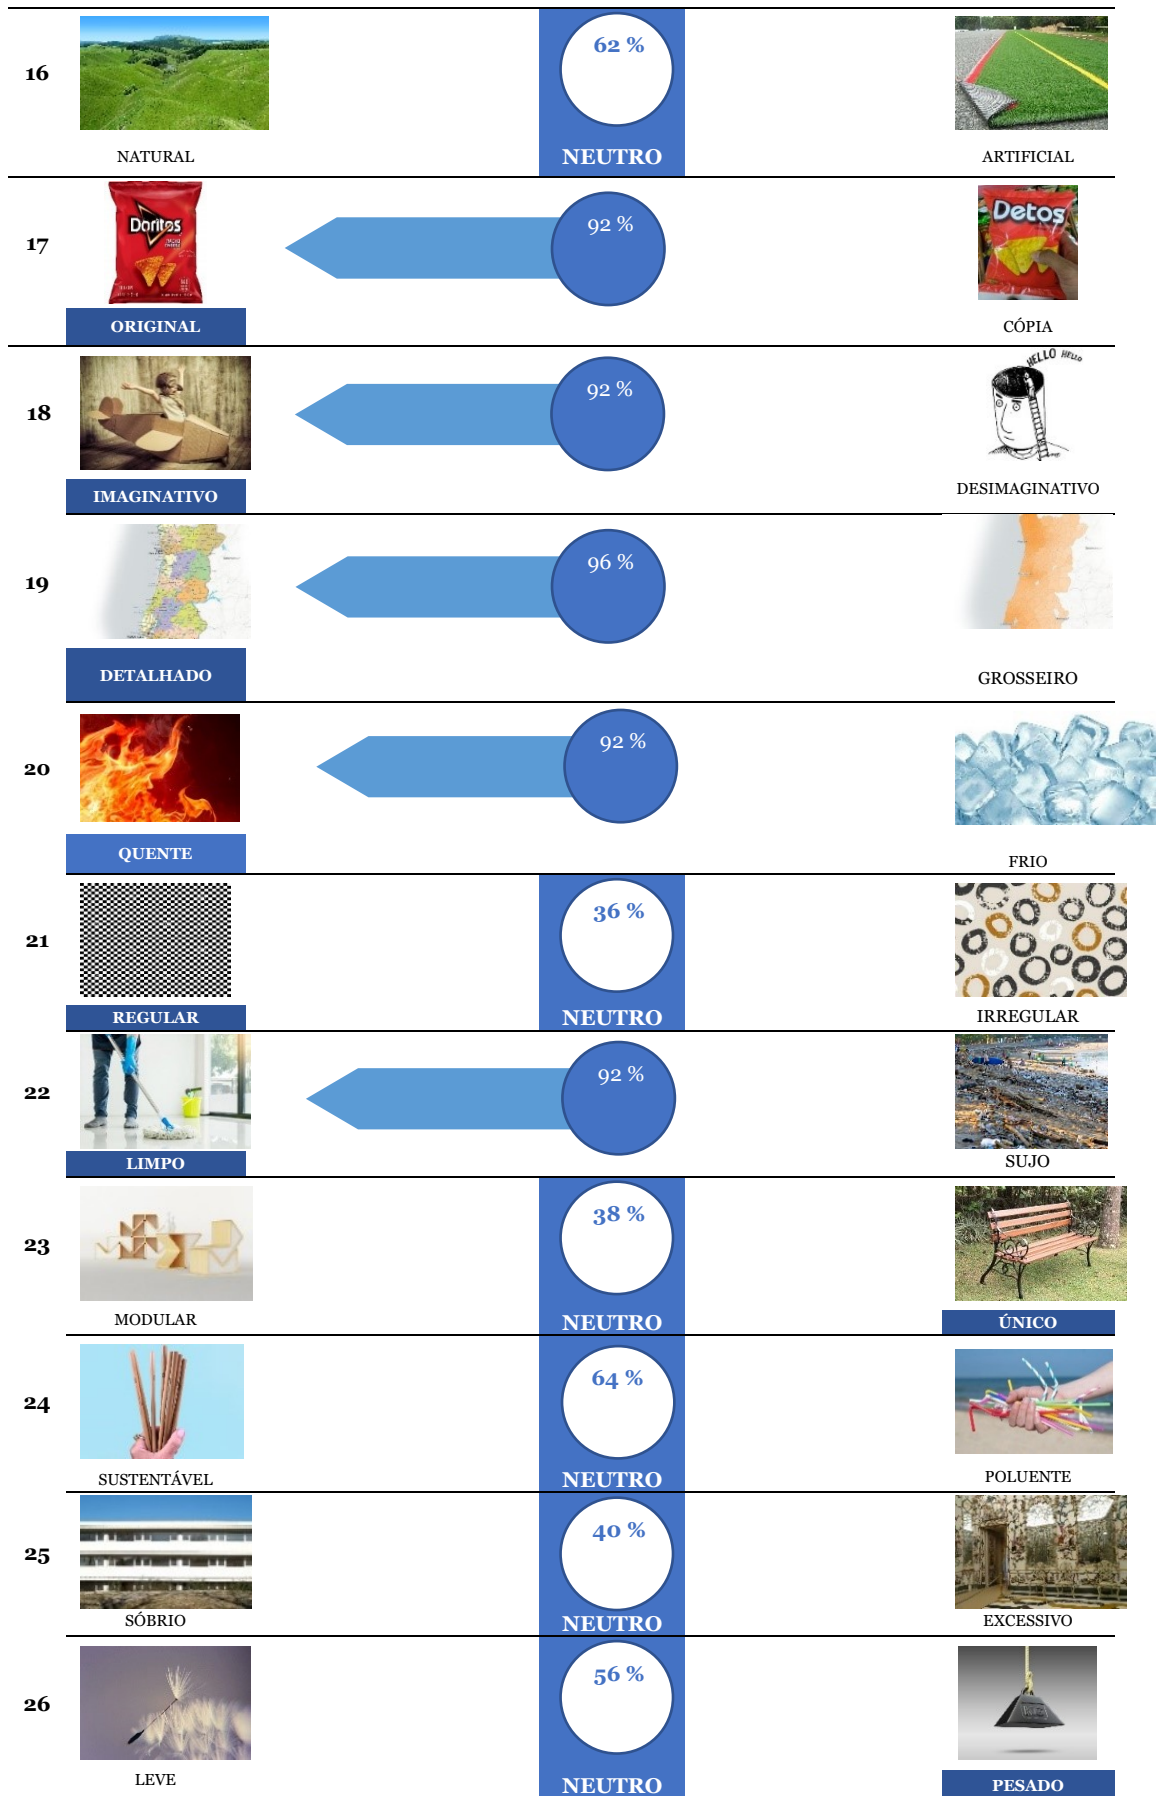 16
62 %
NATURAL
NEUTRO
ARTIFICIAL
17
Doritos
NACHO
92 %
Detos
ORIGINAL
CÓPIA
18
92 %
HELLO HELLO
IMAGINATIVO
DESIMAGINATIVO
19
96 %
DETALHADO
GROSSEIRO
20
92 %
QUENTE
FRIO
21
36 %
REGULAR
NEUTRO
IRREGULAR
22
92 %
LIMPO
SUJO
23
38 %
MODULAR
NEUTRO
ÚNICO
24
64 %
SUSTENTÁVEL
NEUTRO
POLUENTE
25
40 %
SÓBRIO
NEUTRO
EXCESSIVO
26
56 %
LEVE
NEUTRO
PESADO